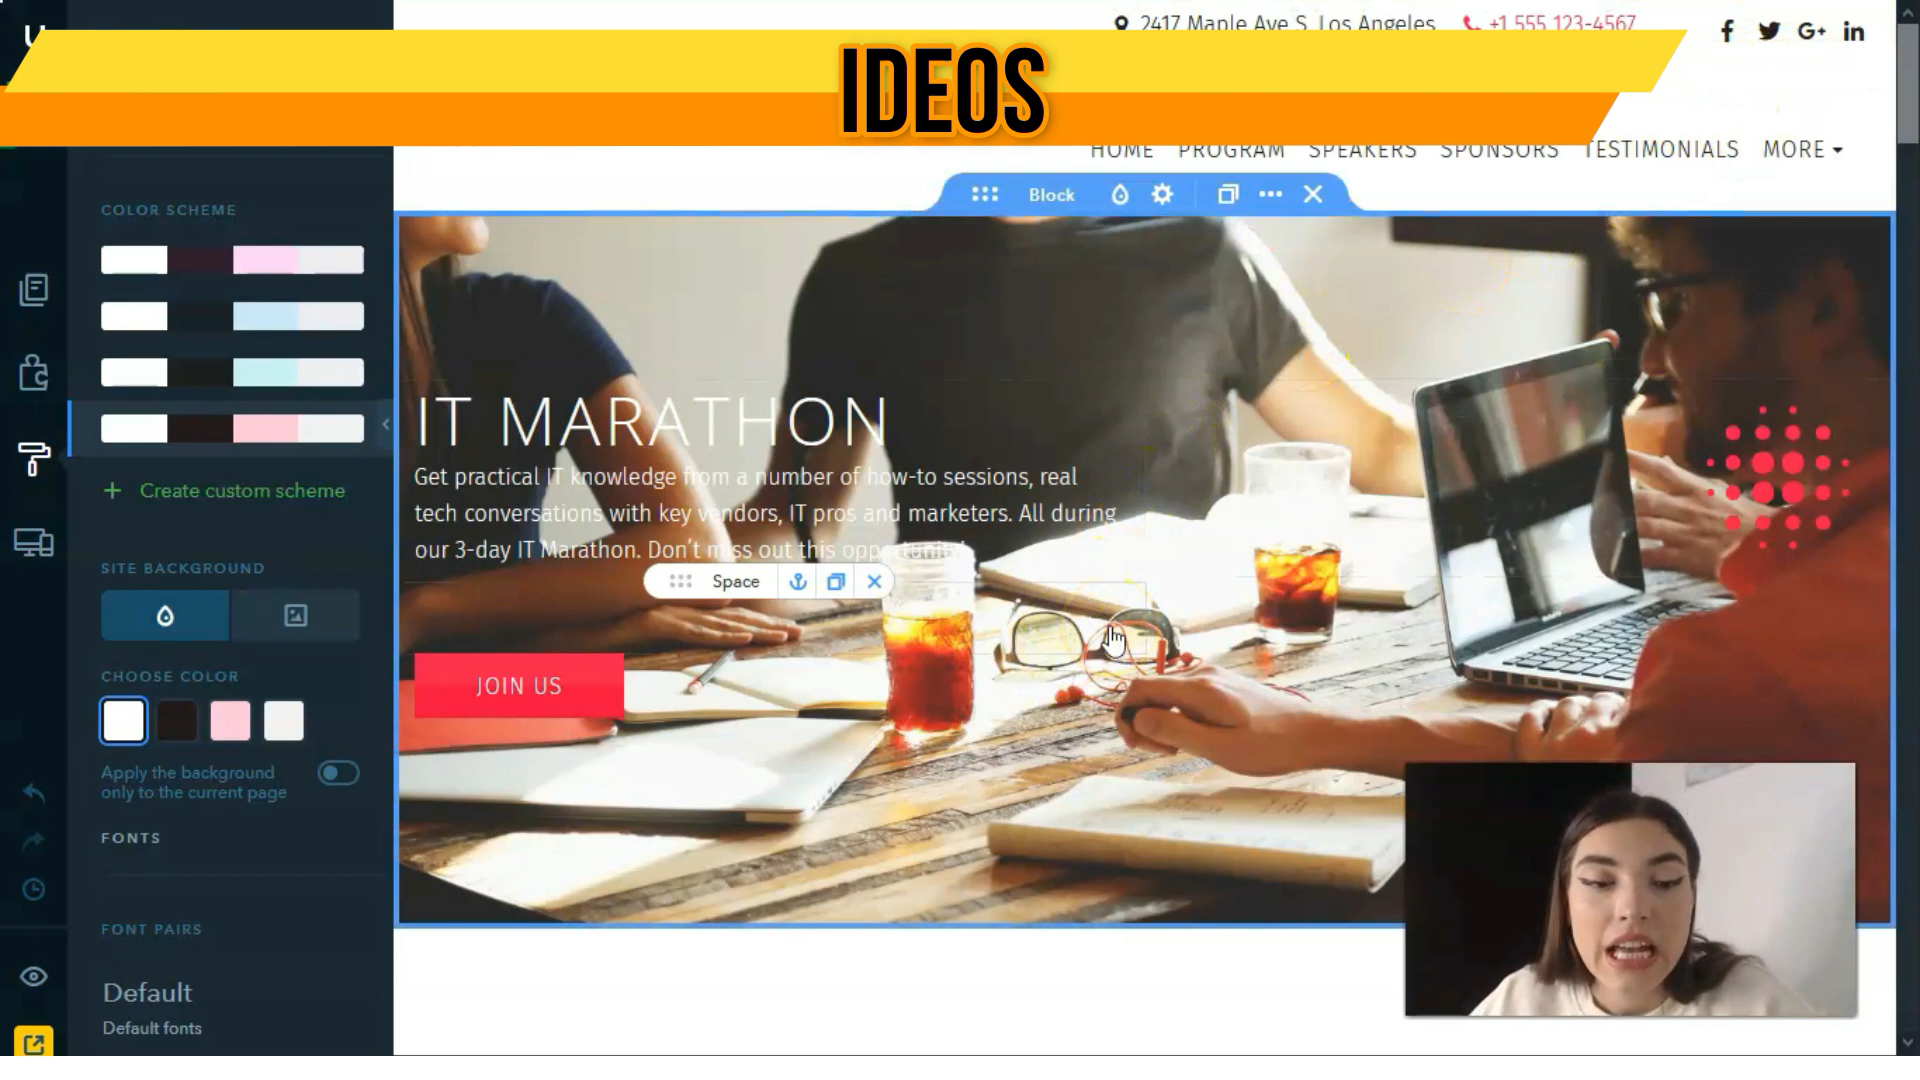 2417 Maple Ave S, Los Angeles
+1 555 123-4567
IDEOS
HOME PROGRAM SPEAKERS SPONSORS TESTIMONIALS MORE
Block
COLOR SCHEME
Create custom scheme
SITE BACKGROUND
CHOOSE COLOR
Apply the background
only to the current page
FONTS
FONT PAIRS
Default
Default fonts
IT MARATHON
Get practical IT knowledge from a number of how-to sessions, real
tech conversations with key vendors, IT pros and marketers. All during
our 3-day IT Marathon. Don't miss out this opportunity!
Space
JOIN US